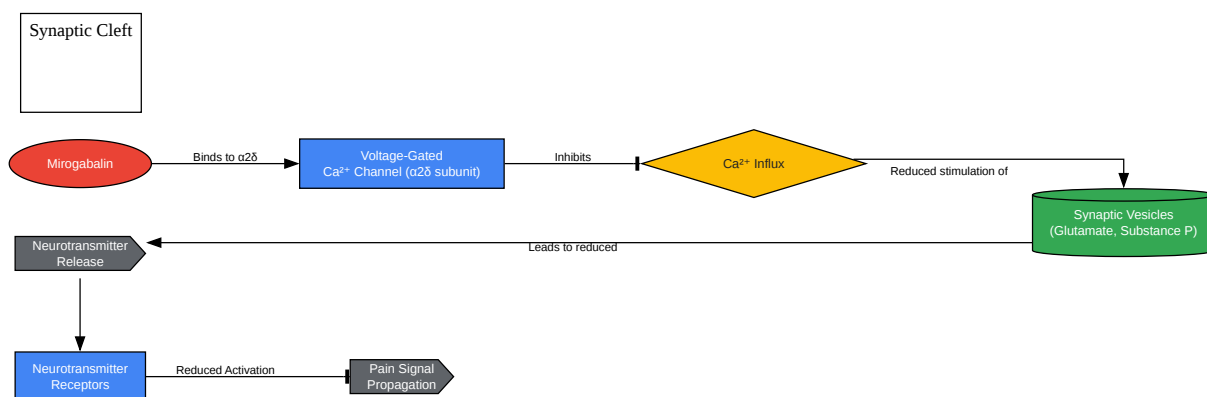 Synaptic Cleft
Mirogabalin
Binds to α2δ
Voltage-Gated
Ca²⁺ Channel (α2δ subunit)
Inhibits
Ca²⁺ Influx
Reduced stimulation of
Synaptic Vesicles
(Glutamate, Substance P)
Leads to reduced
Neurotransmitter
Release
Neurotransmitter
Receptors
Reduced Activation
Pain Signal
Propagation